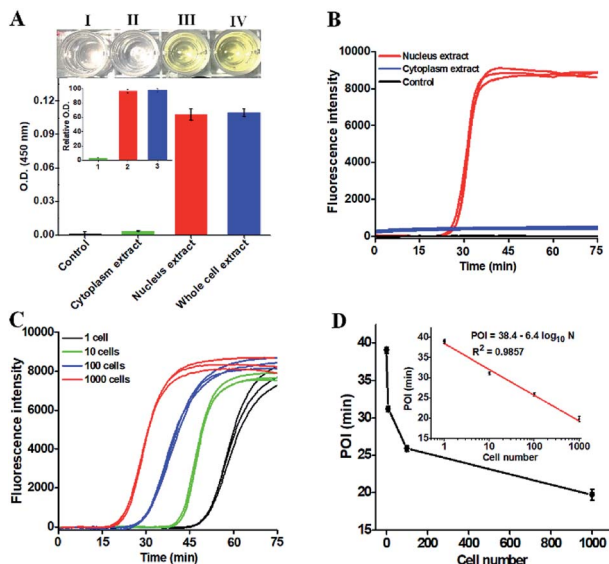 A
I II III IV
O.D. (450 nm)
0.12
0.09
0.06
0.03
0.00
Relative O.D.
100
80
60
40
20
0
1 2 3
Control
Cytoplasm extract
Nucleus extract
Whole cell extract
B
Fluorescence intensity
10000
8000
6000
4000
2000
0
Nucleus extract
Cytoplasm extract
Control
0 15 30 45 60 75
Time (min)
C
Fluorescence intensity
10000
8000
6000
4000
2000
0
1 cell
10 cells
100 cells
1000 cells
0 15 30 45 60 75
Time (min)
D
POI (min)
40
35
30
25
20
POI (min)
40
35
30
25
20
15
POI = 38.4 - 6.4 log10 N
R2 = 0.9857
1 10 100 1000
Cell number
0 200 400 600 800 1000
Cell number